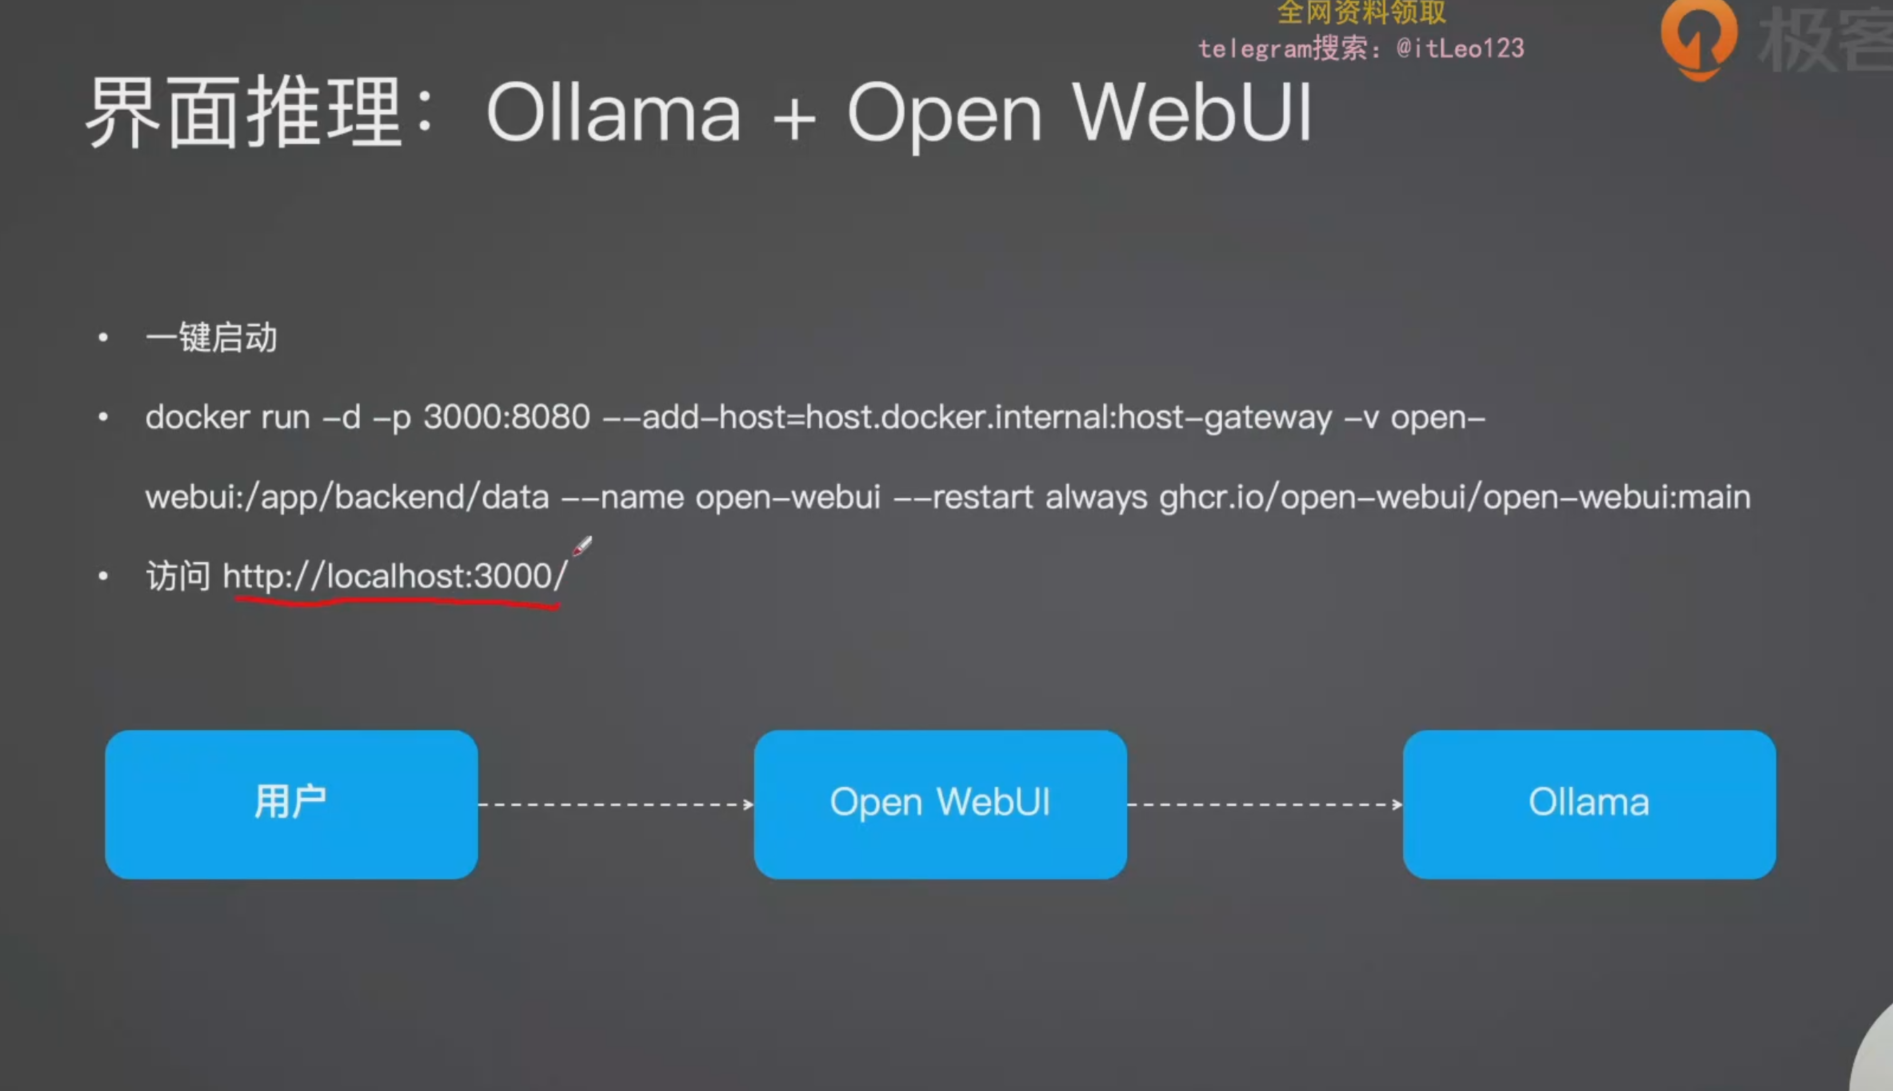 全网资料领取
telegram搜索：@itLeo123
极客
界面推理：Ollama + Open WebUI
• 一键启动
• docker run -d -p 3000:8080 --add-host=host.docker.internal:host-gateway -v open-
webui:/app/backend/data --name open-webui --restart always ghcr.io/open-webui/open-webui:main
• 访问 http://localhost:3000/
用户
Open WebUI
Ollama